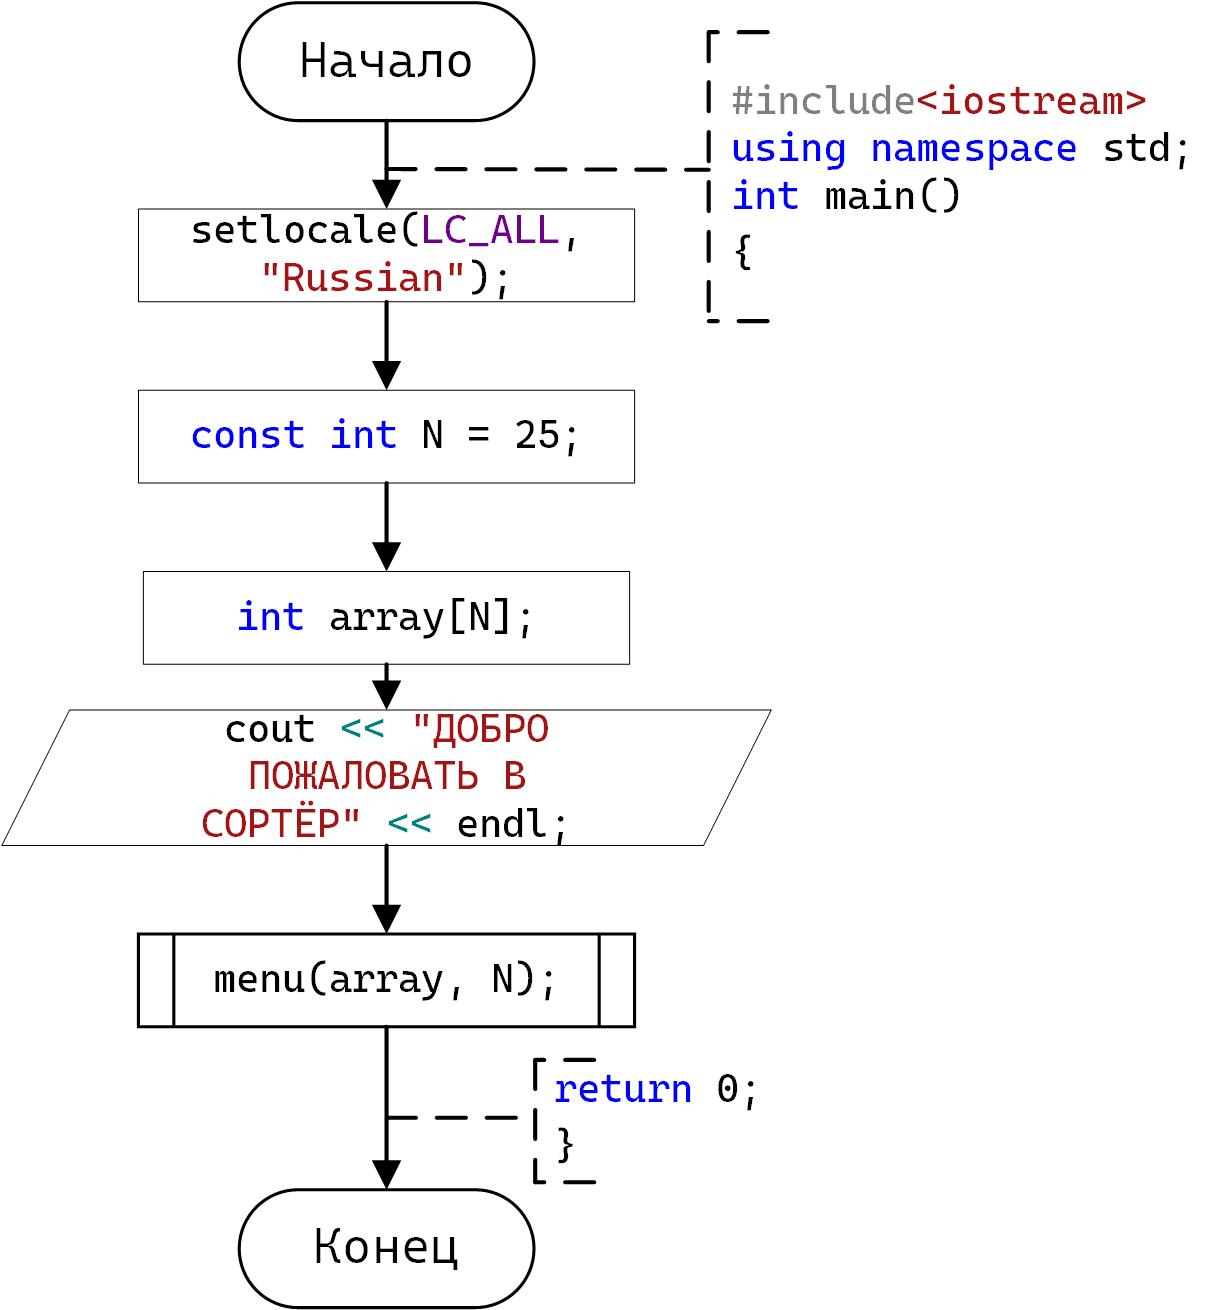 Начало
#include<iostream>
using namespace std;
int main()
{
setlocale(LC_ALL,
"Russian");
const int N = 25;
int array[N];
cout << "ДОБРО
ПОЖАЛОВАТЬ В
СОРТЁР" << endl;
menu(array, N);
return 0;
}
Конец